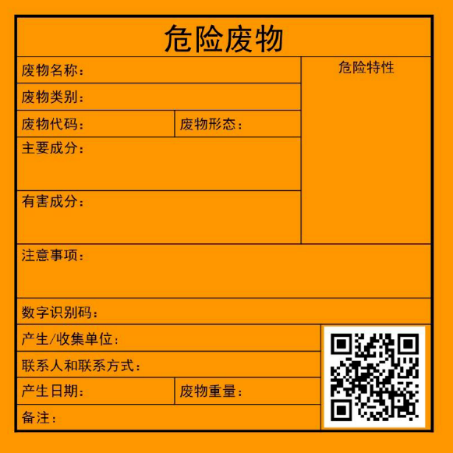 危险废物
废物名称：
危险特性
废物类别：
废物代码：
废物形态：
主要成分：
有害成分：
注意事项：
数字识别码：
产生/收集单位：
联系人和联系方式：
产生日期：
废物重量：
备注：